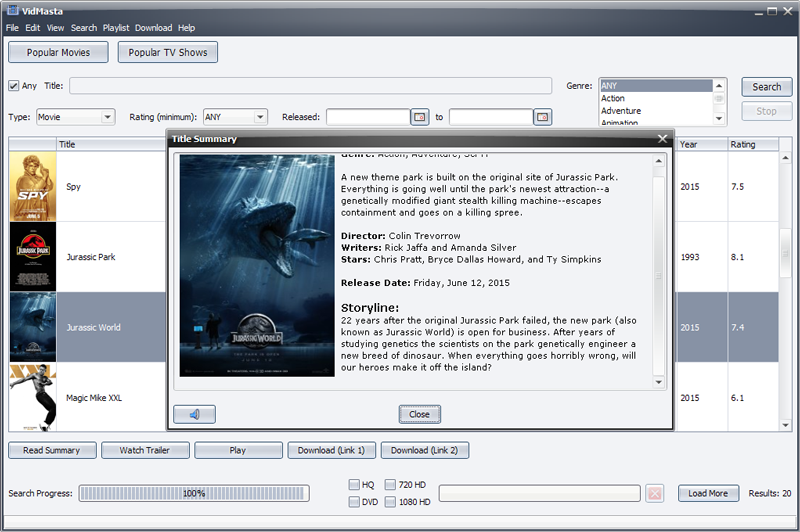 VidMasta
File Edit View Search Playlist Download Help
Popular Movies Popular TV Shows
Any Title: Genre: ANY Search
Action
Adventure
Animation
Stop
Type: Movie Rating (minimum): ANY Released: to
Title Year Rating
Title Summary
SPY
Spy 2015 7.5
JURASSIC PARK
Jurassic Park 1993 8.1
Jurassic World 2015 7.4
Magic Mike XXL 2015 6.1
JURASSIC WORLD
THE PARK IS OPEN
JUNE 12
Genre: Action, Adventure, Sci-Fi
A new theme park is built on the original site of Jurassic Park.
Everything is going well until the park's newest attraction--a
genetically modified giant stealth killing machine--escapes
containment and goes on a killing spree.
Director: Colin Trevorrow
Writers: Rick Jaffa and Amanda Silver
Stars: Chris Pratt, Bryce Dallas Howard, and Ty Simpkins
Release Date: Friday, June 12, 2015
Storyline:
22 years after the original Jurassic Park failed, the new park (also
known as Jurassic World) is open for business. After years of
studying genetics the scientists on the park genetically engineer a
new breed of dinosaur. When everything goes horribly wrong, will
our heroes make it off the island?
Close
Read Summary Watch Trailer Play Download (Link 1) Download (Link 2)
Search Progress: 100% HQ 720 HD Load More Results: 20
DVD 1080 HD